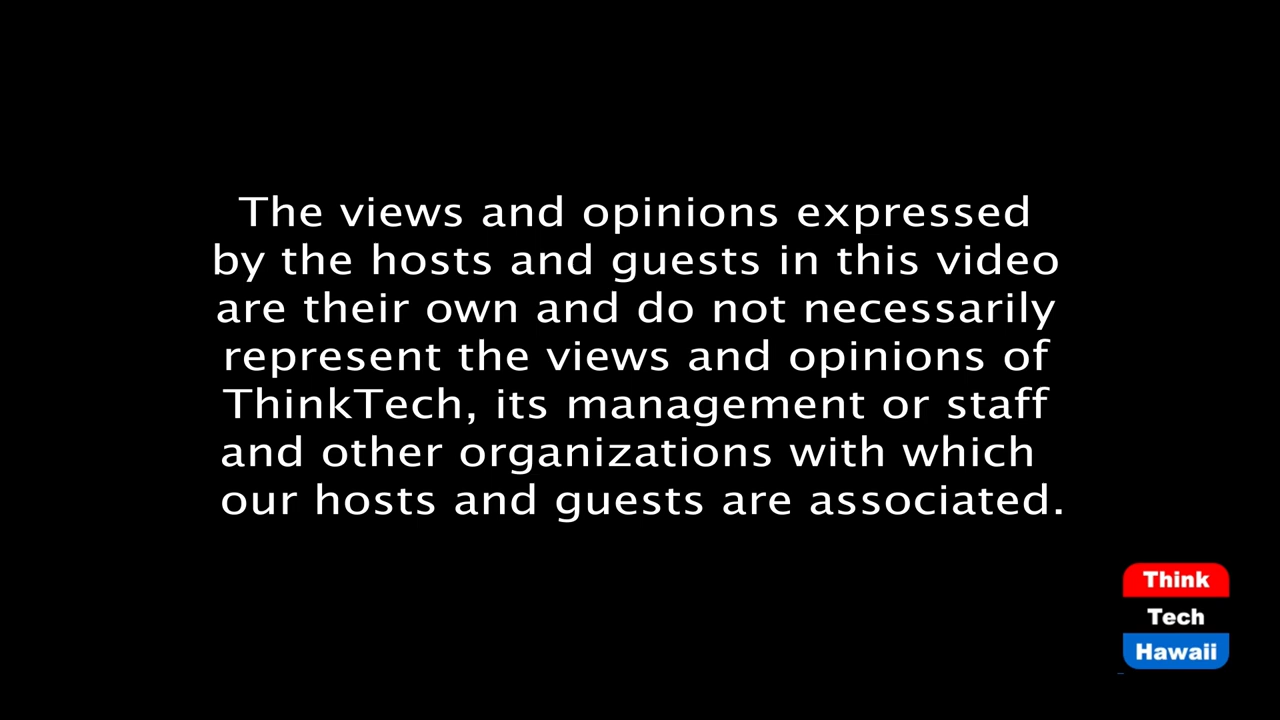 The views and opinions expressed
by the hosts and guests in this video
are their own and do not necessarily
represent the views and opinions of
ThinkTech, its management or staff
and other organizations with which
our hosts and guests are associated.
Think
Tech
Hawaii